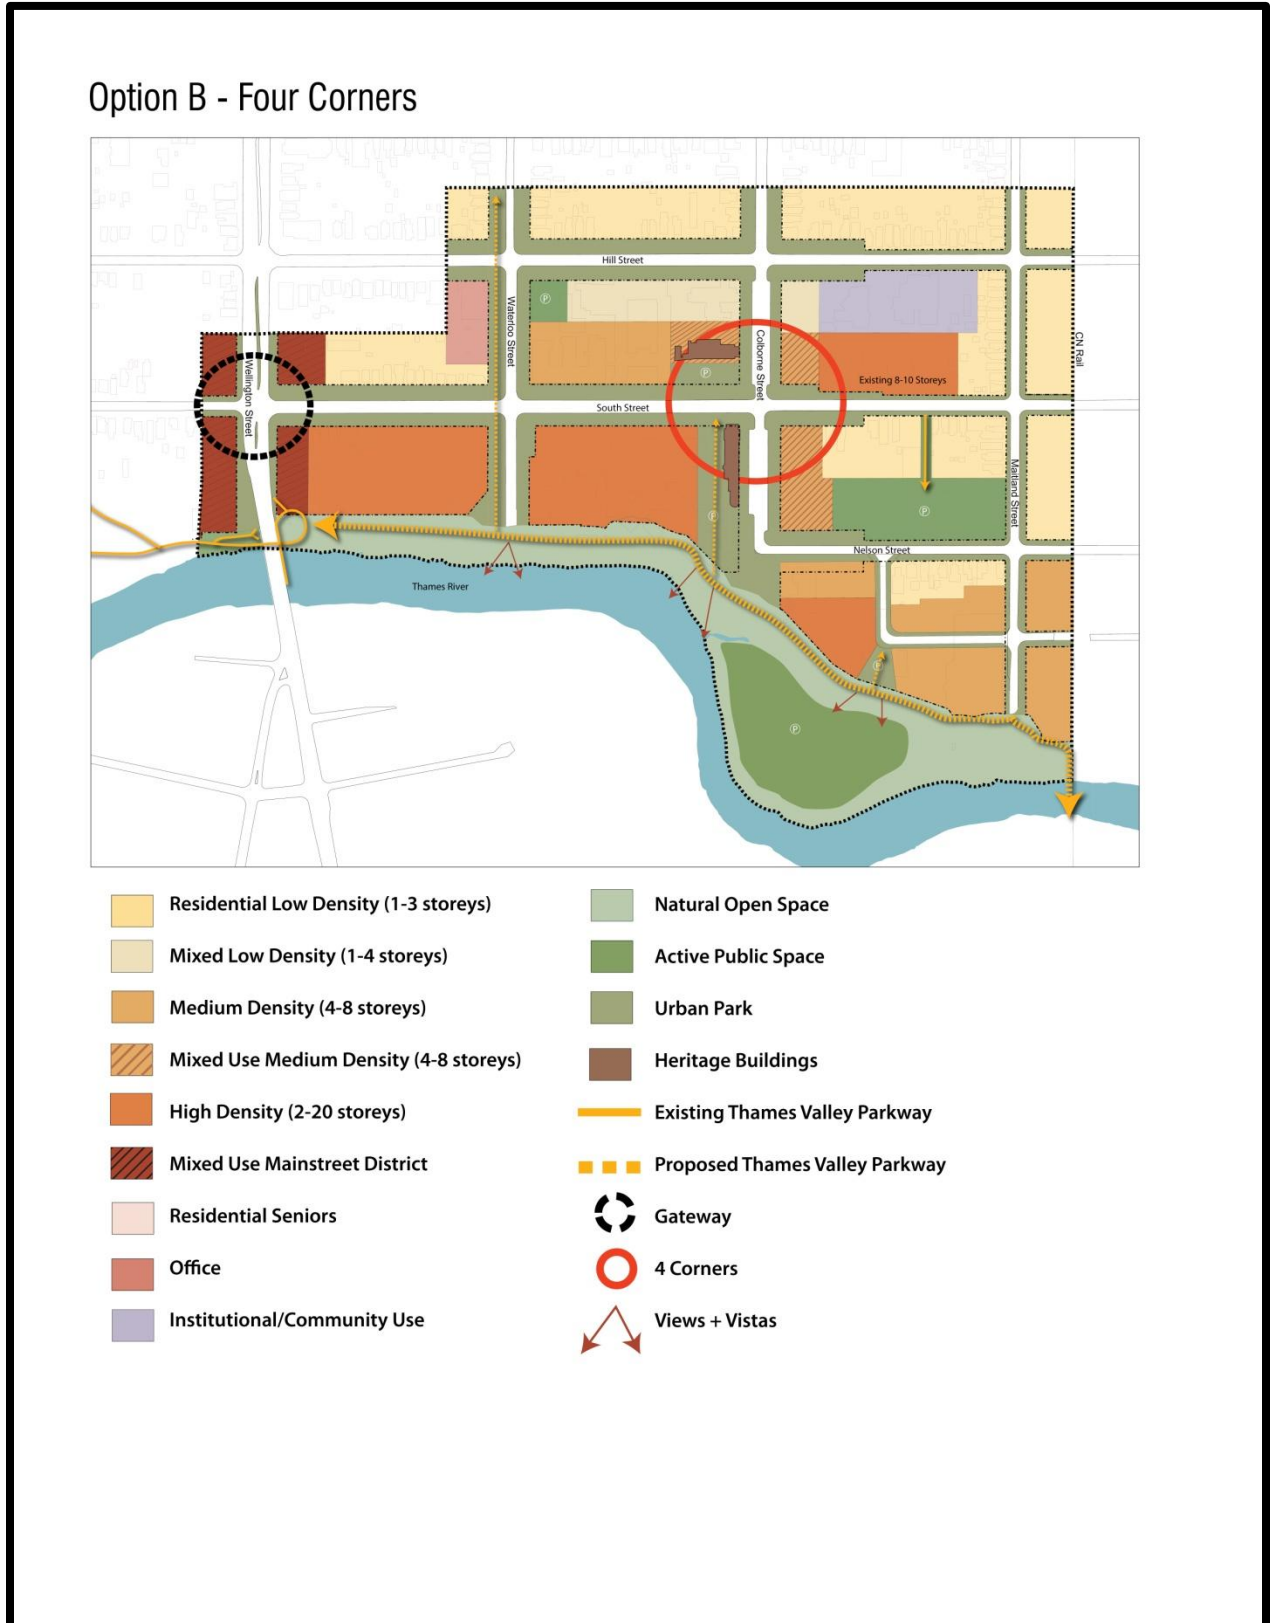 Option B - Four Corners
Hill Street
Waterloo Street
Colborne Street
CN Rail
Wellington Street
Existing 8-10 Storeys
South Street
Maitland Street
Nelson Street
Thames River
P
P
P
P
P
P
Residential Low Density (1-3 storeys)
Mixed Low Density (1-4 storeys)
Medium Density (4-8 storeys)
Mixed Use Medium Density (4-8 storeys)
High Density (2-20 storeys)
Mixed Use Mainstreet District
Residential Seniors
Office
Institutional/Community Use
Natural Open Space
Active Public Space
Urban Park
Heritage Buildings
Existing Thames Valley Parkway
Proposed Thames Valley Parkway
Gateway
4 Corners
Views + Vistas